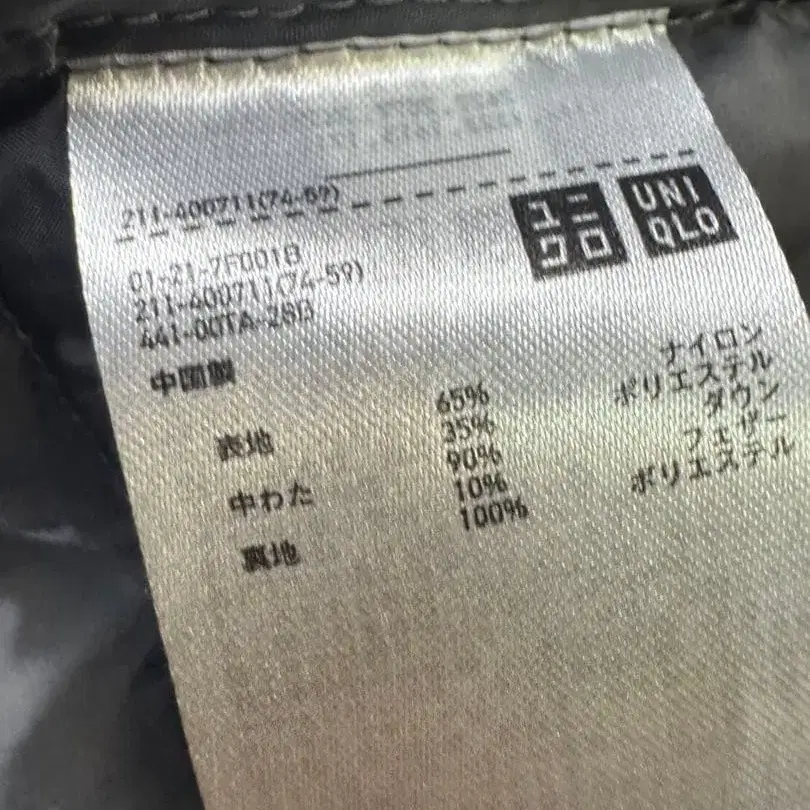 211-400711(74-59)
ユニクロ
UNIQLO
01-21-7F001B
211-400711(74-59)
441-00TA-28B
中国製
表地 65% ナイロン
35% ポリエステル
中わた 90% ダウン
10% フェザー
裏地 100% ポリエステル